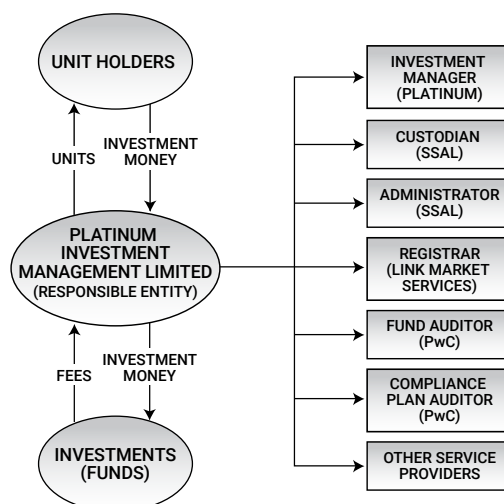 UNIT HOLDERS
UNITS
INVESTMENT
MONEY
PLATINUM
INVESTMENT
MANAGEMENT LIMITED
(RESPONSIBLE ENTITY)
FEES
INVESTMENT
MONEY
INVESTMENTS
(FUNDS)
INVESTMENT
MANAGER
(PLATINUM)
CUSTODIAN
(SSAL)
ADMINISTRATOR
(SSAL)
REGISTRAR
(LINK MARKET
SERVICES)
FUND AUDITOR
(PwC)
COMPLIANCE
PLAN AUDITOR
(PwC)
OTHER SERVICE
PROVIDERS